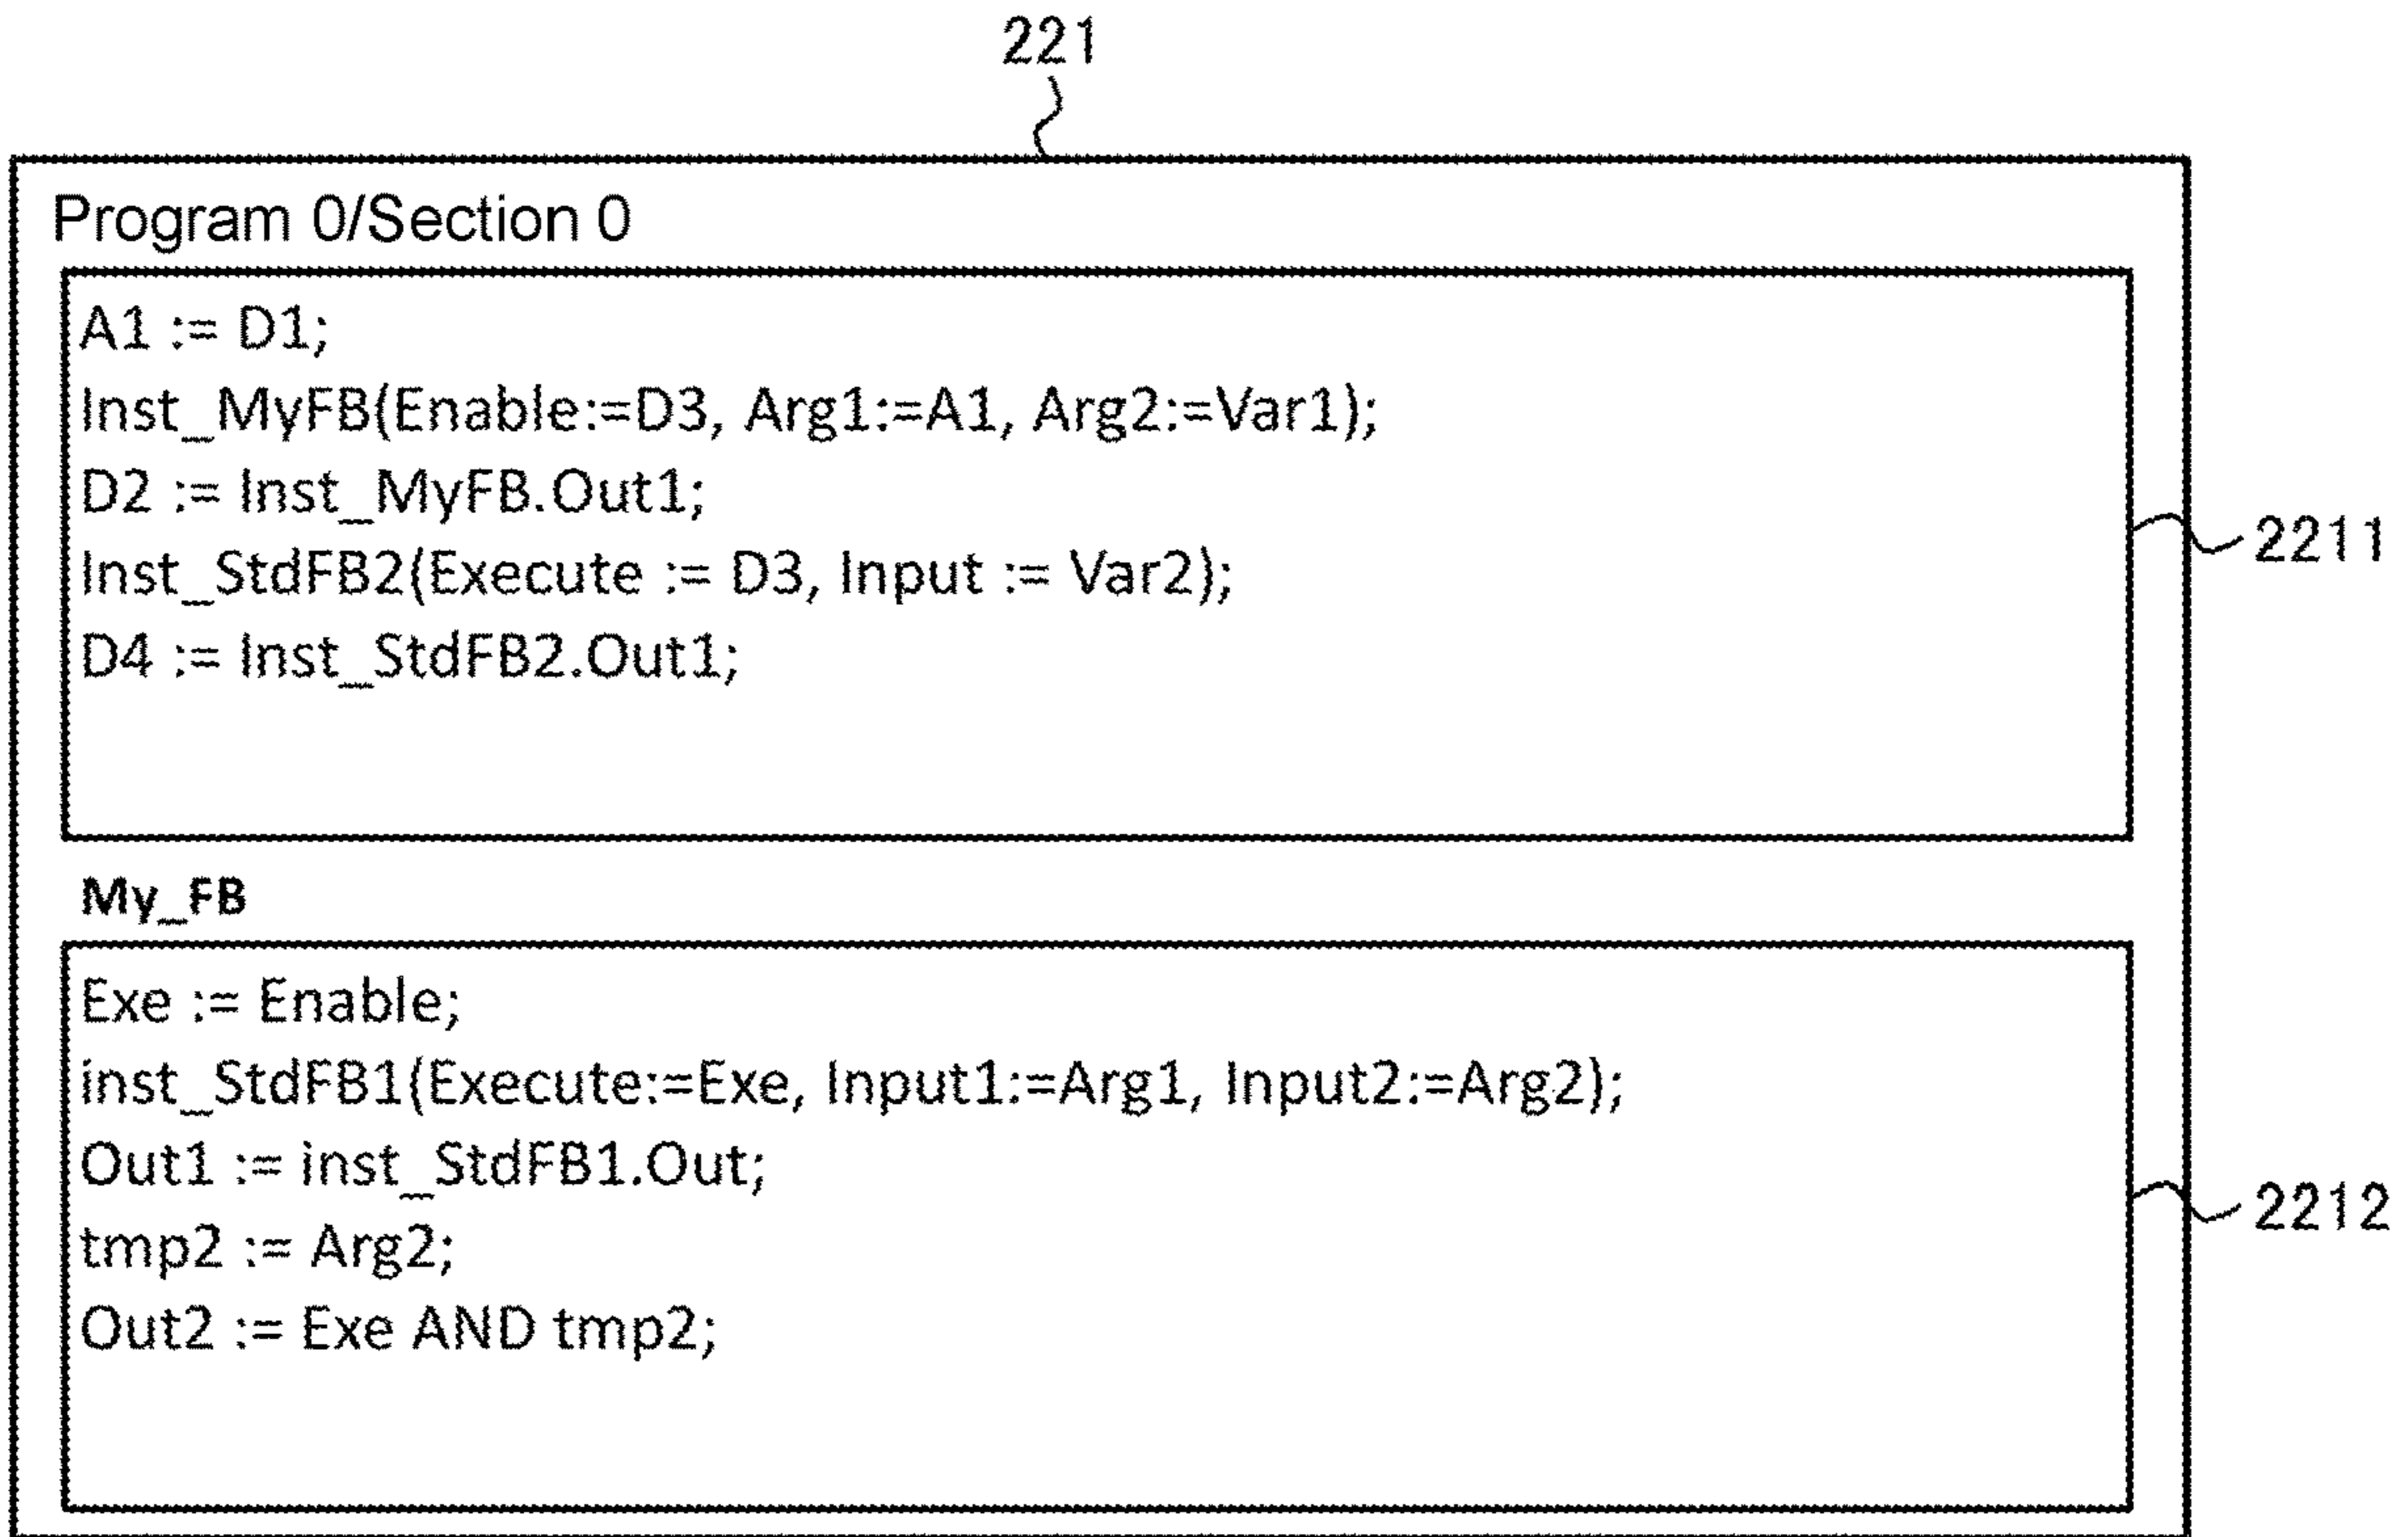 221
Program 0/Section 0
A1 := D1;
Inst_MyFB(Enable:=D3, Arg1:=A1, Arg2:=Var1);
D2 := Inst_MyFB.Out1;
Inst_StdFB2(Execute := D3, Input := Var2);
D4 := Inst_StdFB2.Out1;
2211
My_FB
Exe := Enable;
inst_StdFB1(Execute:=Exe, Input1:=Arg1, Input2:=Arg2);
Out1 := inst_StdFB1.Out;
tmp2 := Arg2;
Out2 := Exe AND tmp2;
2212